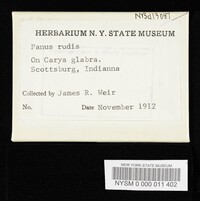 HERBARIUM N. Y. STATE MUSEUM
Panus rudis
On Carya glabra.
Scottsburg, Indianna
Collected by James R. Weir
No. Date November 1912
NEW YORK STATE MUSEUM
NYSM 0 000 011 402